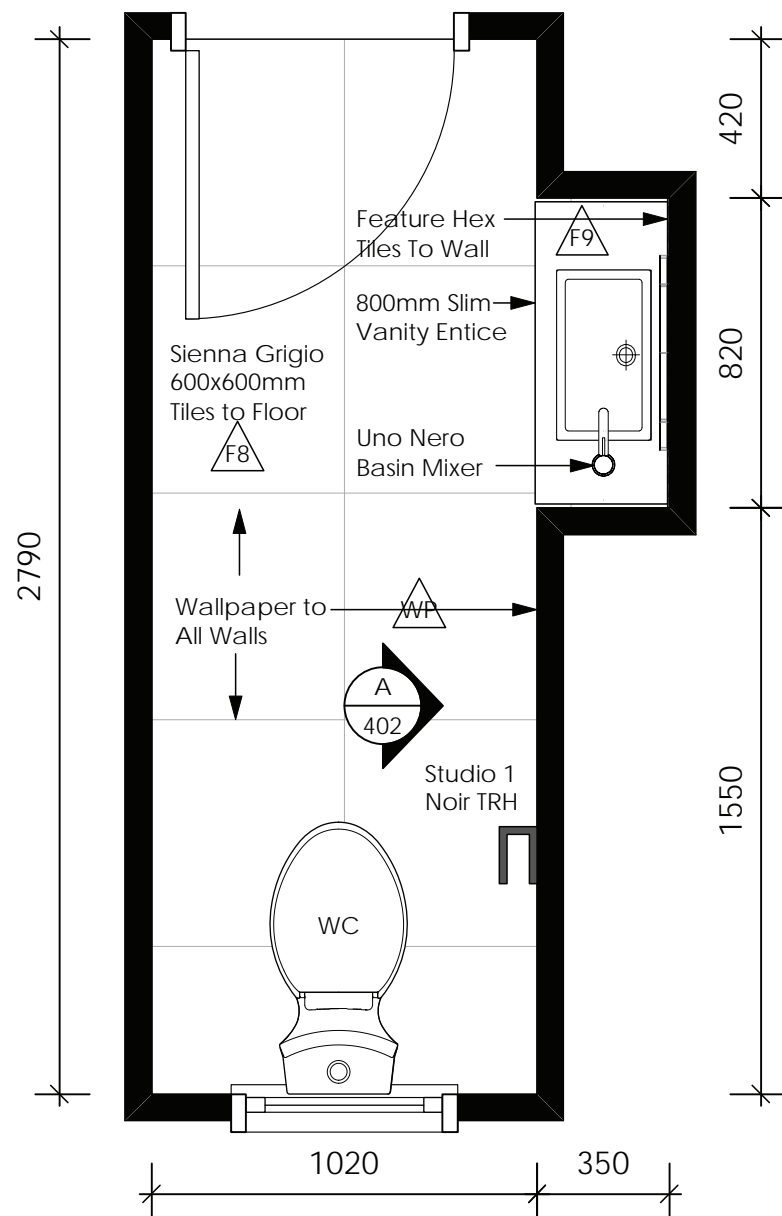 420
Feature Hex
Tiles To Wall
F9
800mm Slim
Vanity Entice
820
Sienna Grigio
600x600mm
Tiles to Floor
F8
Uno Nero
Basin Mixer
2790
Wallpaper to
All Walls
WP
A
402
Studio 1
Noir TRH
1550
WC
1020
350